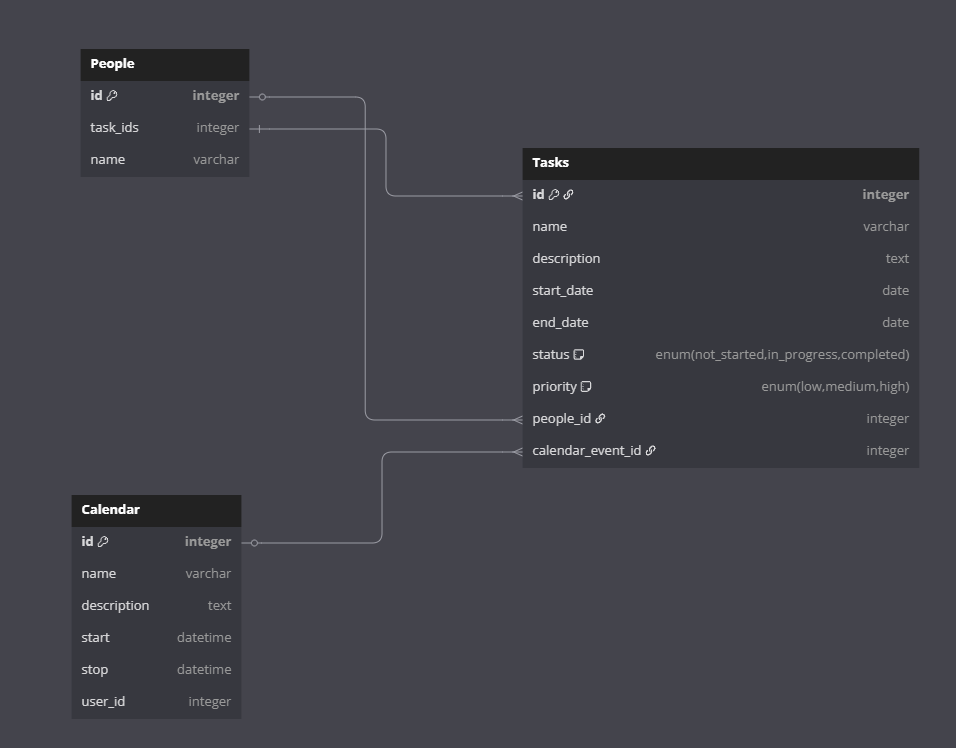 People
id integer
task_ids integer
name varchar
Tasks
id integer
name varchar
description text
start_date date
end_date date
status enum(not_started,in_progress,completed)
priority enum(low,medium,high)
people_id integer
calendar_event_id integer
Calendar
id integer
name varchar
description text
start datetime
stop datetime
user_id integer